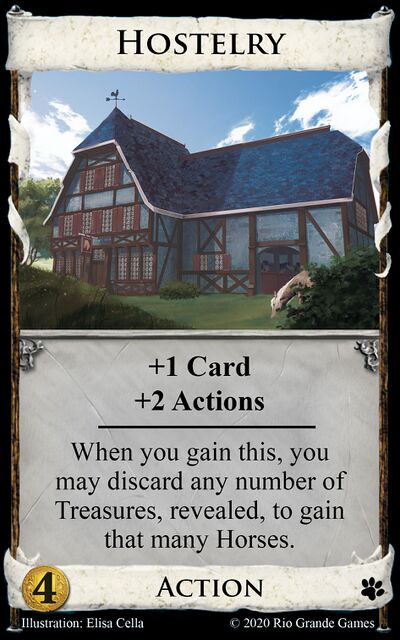 HOSTELRY
+1 Card
+2 Actions
When you gain this, you
may discard any number of
Treasures, revealed, to gain
that many Horses.
4 ACTION
Illustration: Elisa Cella © 2020 Rio Grande Games